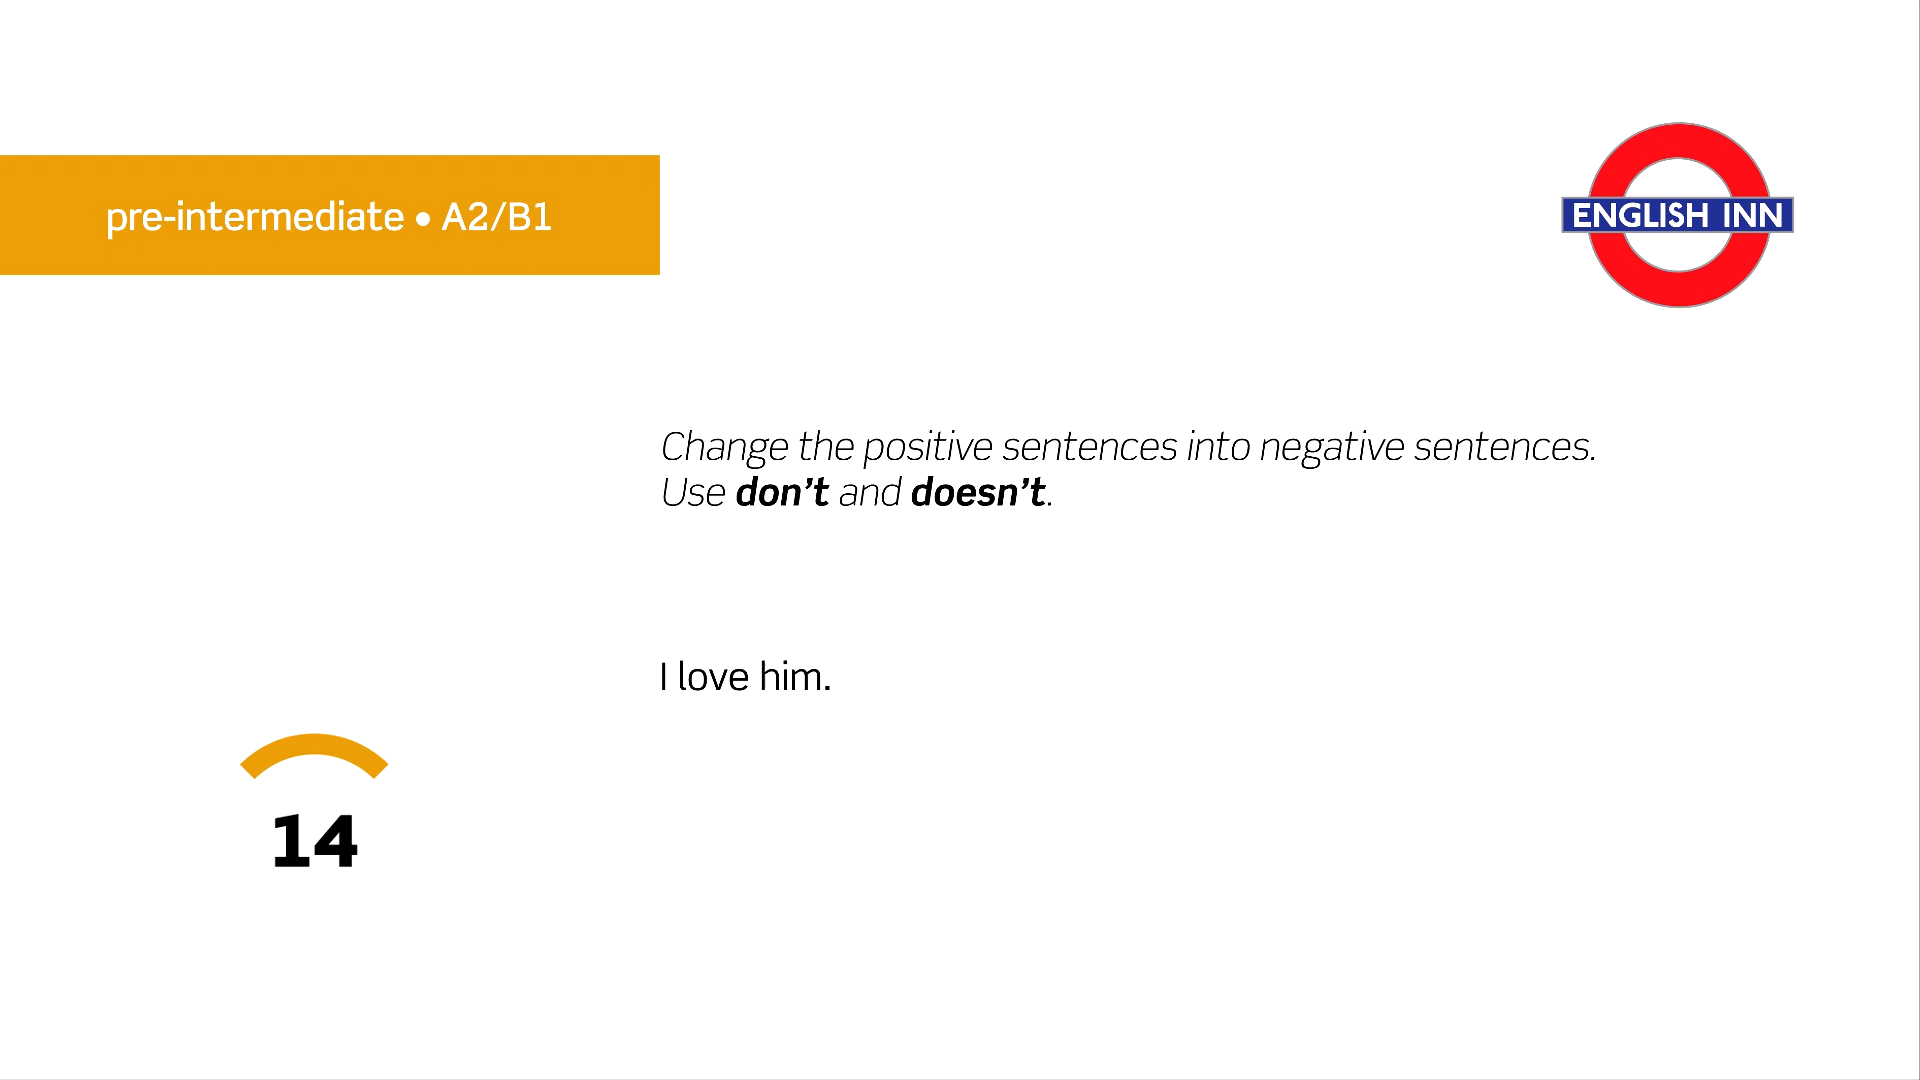 pre-intermediate • A2/B1
ENGLISH INN
Change the positive sentences into negative sentences.
Use don’t and doesn’t.
I love him.
14